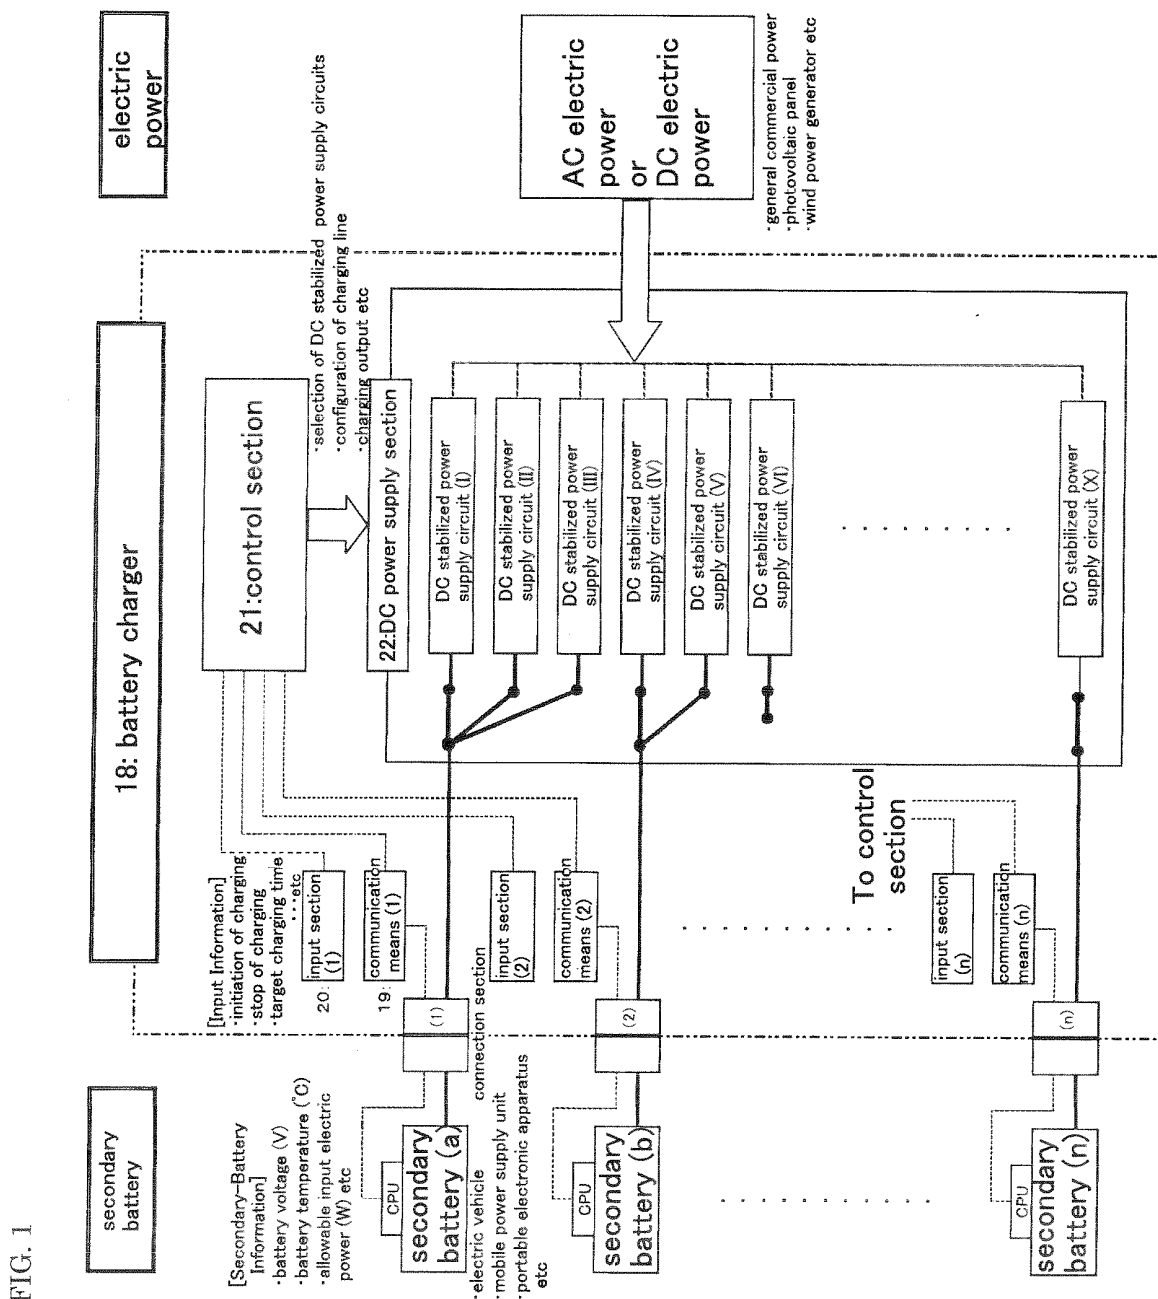 FIG. 1
secondary
battery
18: battery charger
electric
power
[Secondary-Battery
Information]
·battery voltage (V)
·battery temperature (℃)
·allowable input electric
power (W) etc
[Input Information]
·initiation of charging
·stop of charging
·target charging time
···etc
21:control section
·selection of DC stabilized power supply circuits
·configuration of charging line
·charging output etc
20:
input section
(1)
19:
communication
means (1)
22:DC power supply section
CPU
secondary
battery (a)
(1)
DC stabilized power
supply circuit (I)
·electric vehicle
·mobile power supply unit
·portable electronic apparatus
etc
connection section
input section
(2)
DC stabilized power
supply circuit (II)
communication
means (2)
DC stabilized power
supply circuit (III)
CPU
secondary
battery (b)
(2)
DC stabilized power
supply circuit (IV)
DC stabilized power
supply circuit (V)
DC stabilized power
supply circuit (VI)
AC electric
power
or
DC electric
power
·general commercial power
·photovoltaic panel
·wind power generator etc
To control
section
input section
(n)
communication
means (n)
CPU
secondary
battery (n)
(n)
DC stabilized power
supply circuit (X)